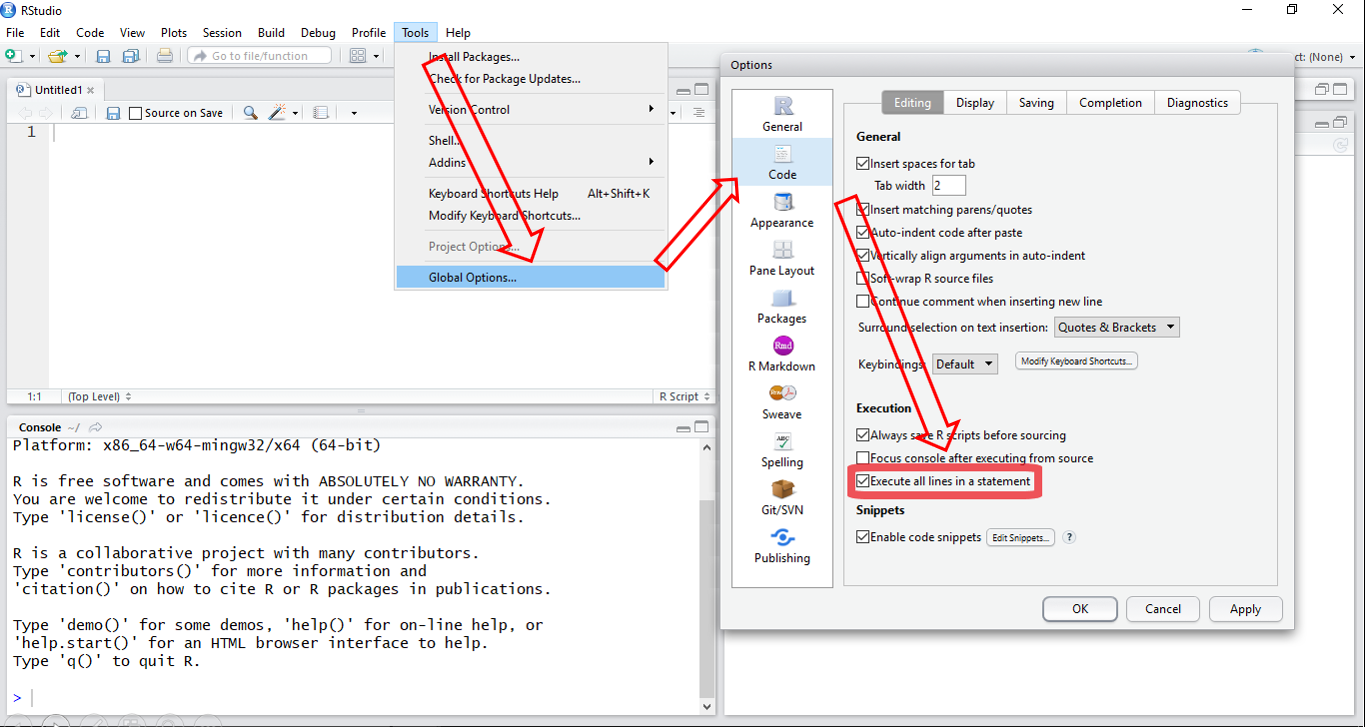 RStudio
File Edit Code View Plots Session Build Debug Profile Tools Help
Go to file/function
ct: (None)
Untitled1
Source on Save
1
1:1 (Top Level) R Script
Install Packages...
Check for Package Updates...
Version Control
Shell...
Addins
Keyboard Shortcuts Help Alt+Shift+K
Modify Keyboard Shortcuts...
Project Options...
Global Options...
Console ~/
Platform: x86_64-w64-mingw32/x64 (64-bit)
R is free software and comes with ABSOLUTELY NO WARRANTY.
You are welcome to redistribute it under certain conditions.
Type 'license()' or 'licence()' for distribution details.
R is a collaborative project with many contributors.
Type 'contributors()' for more information and
'citation()' on how to cite R or R packages in publications.
Type 'demo()' for some demos, 'help()' for on-line help, or
'help.start()' for an HTML browser interface to help.
Type 'q()' to quit R.
>
Options
General
Code
Appearance
Pane Layout
Packages
Rmd
R Markdown
Sweave
ABC
Spelling
Git/SVN
Publishing
Editing Display Saving Completion Diagnostics
General
Insert spaces for tab
Tab width 2
Insert matching parens/quotes
Auto-indent code after paste
Vertically align arguments in auto-indent
Soft-wrap R source files
Continue comment when inserting new line
Surround selection on text insertion: Quotes & Brackets
Keybindings: Default Modify Keyboard Shortcuts...
Execution
Always save R scripts before sourcing
Focus console after executing from source
Execute all lines in a statement
Snippets
Enable code snippets Edit Snippets... ?
OK Cancel Apply